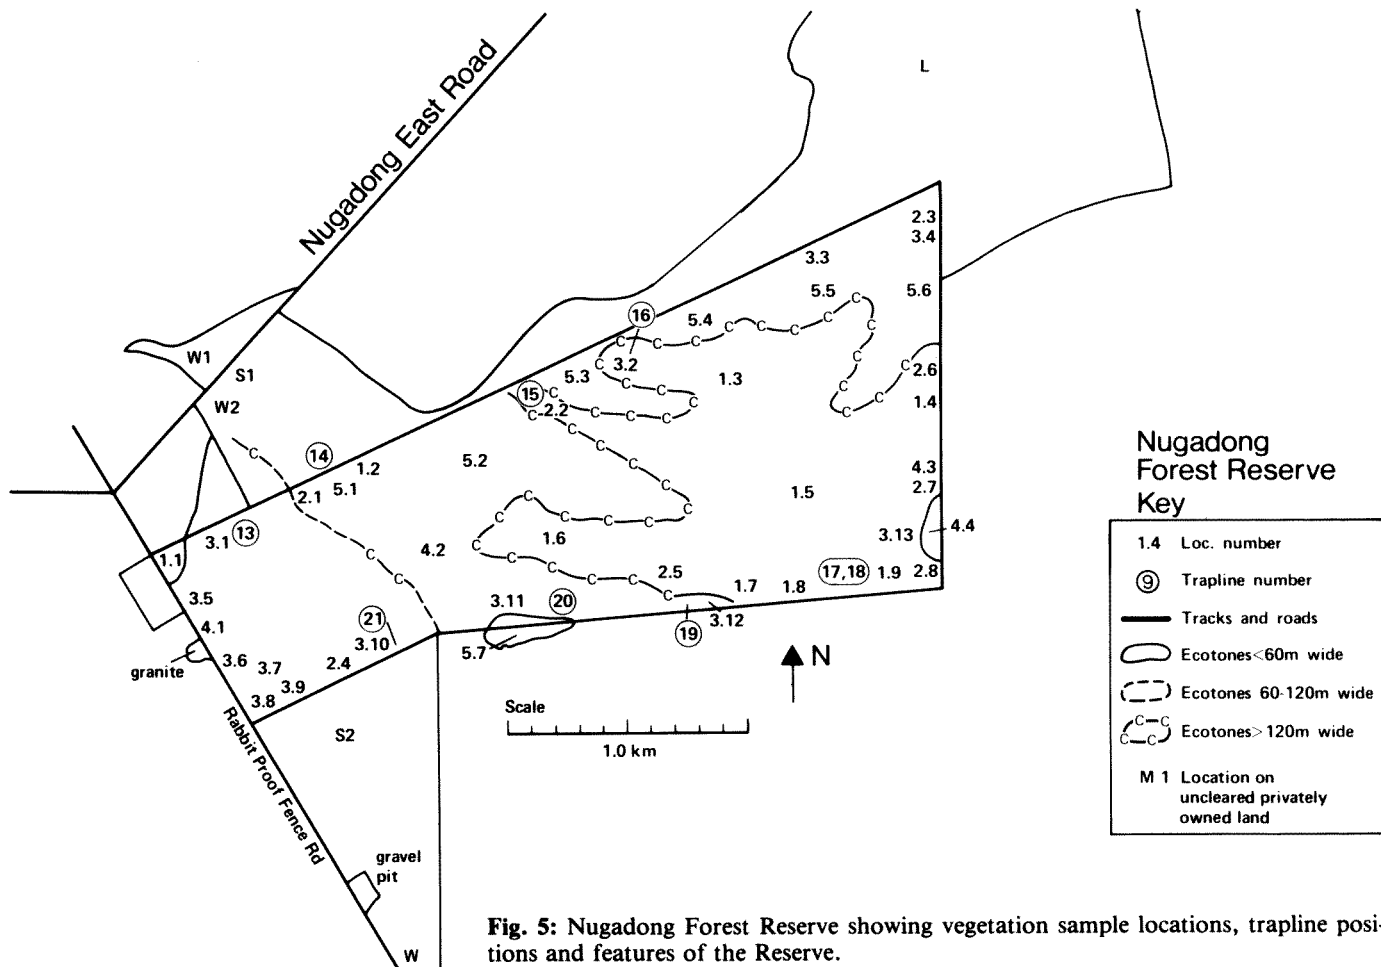 Nugadong East Road
L
2.3
3.4
3.3
5.5
5.6
16
5.4
W1
S1
3.2
2.6
5.3
1.3
15
W2
2.2
1.4
14
1.2
5.2
4.3
2.1
5.1
2.7
1.5
13
3.1
1.6
3.13
4.4
4.2
1.1
2.5
17,18
1.9
2.8
1.7
1.8
3.5
3.11
20
4.1
21
3.12
19
3.10
5.7
granite
3.6
3.7
2.4
3.9
3.8
N
Scale
1.0 km
S2
Rabbit Proof Fence Rd
gravel
pit
W
Nugadong
Forest Reserve
Key
1.4 Loc. number
9 Trapline number
Tracks and roads
Ecotones<60m wide
Ecotones 60-120m wide
Ecotones>120m wide
M 1 Location on
uncleared privately
owned land
C C C C C C C C C C C C C C C C C C C C C C C C C C C C C C C C C C C C C C C C
Fig. 5: Nugadong Forest Reserve showing vegetation sample locations, trapline posi-
tions and features of the Reserve.